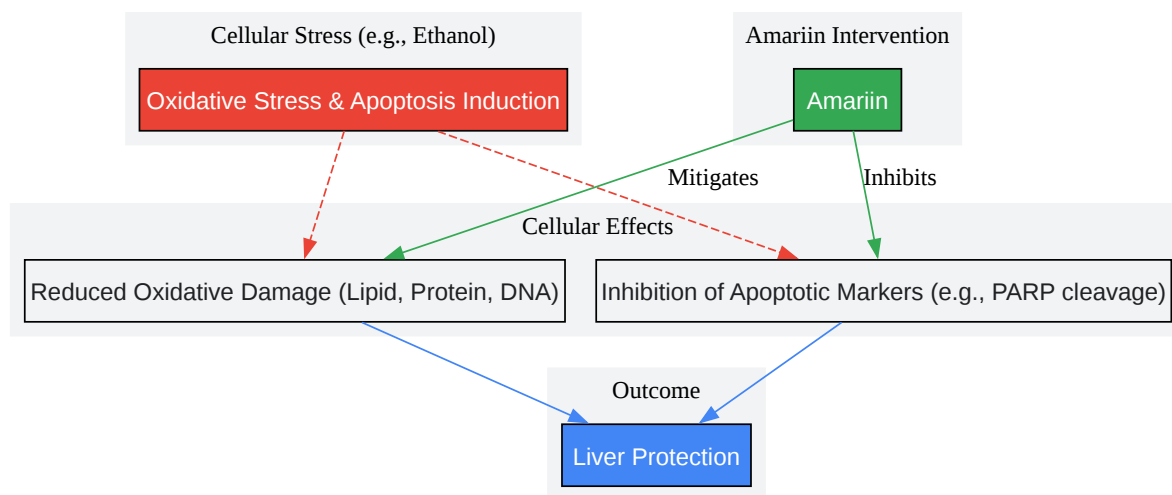 Cellular Stress (e.g., Ethanol)
Amariin Intervention
Oxidative Stress & Apoptosis Induction
Amariin
Mitigates
Inhibits
Cellular Effects
Reduced Oxidative Damage (Lipid, Protein, DNA)
Inhibition of Apoptotic Markers (e.g., PARP cleavage)
Outcome
Liver Protection